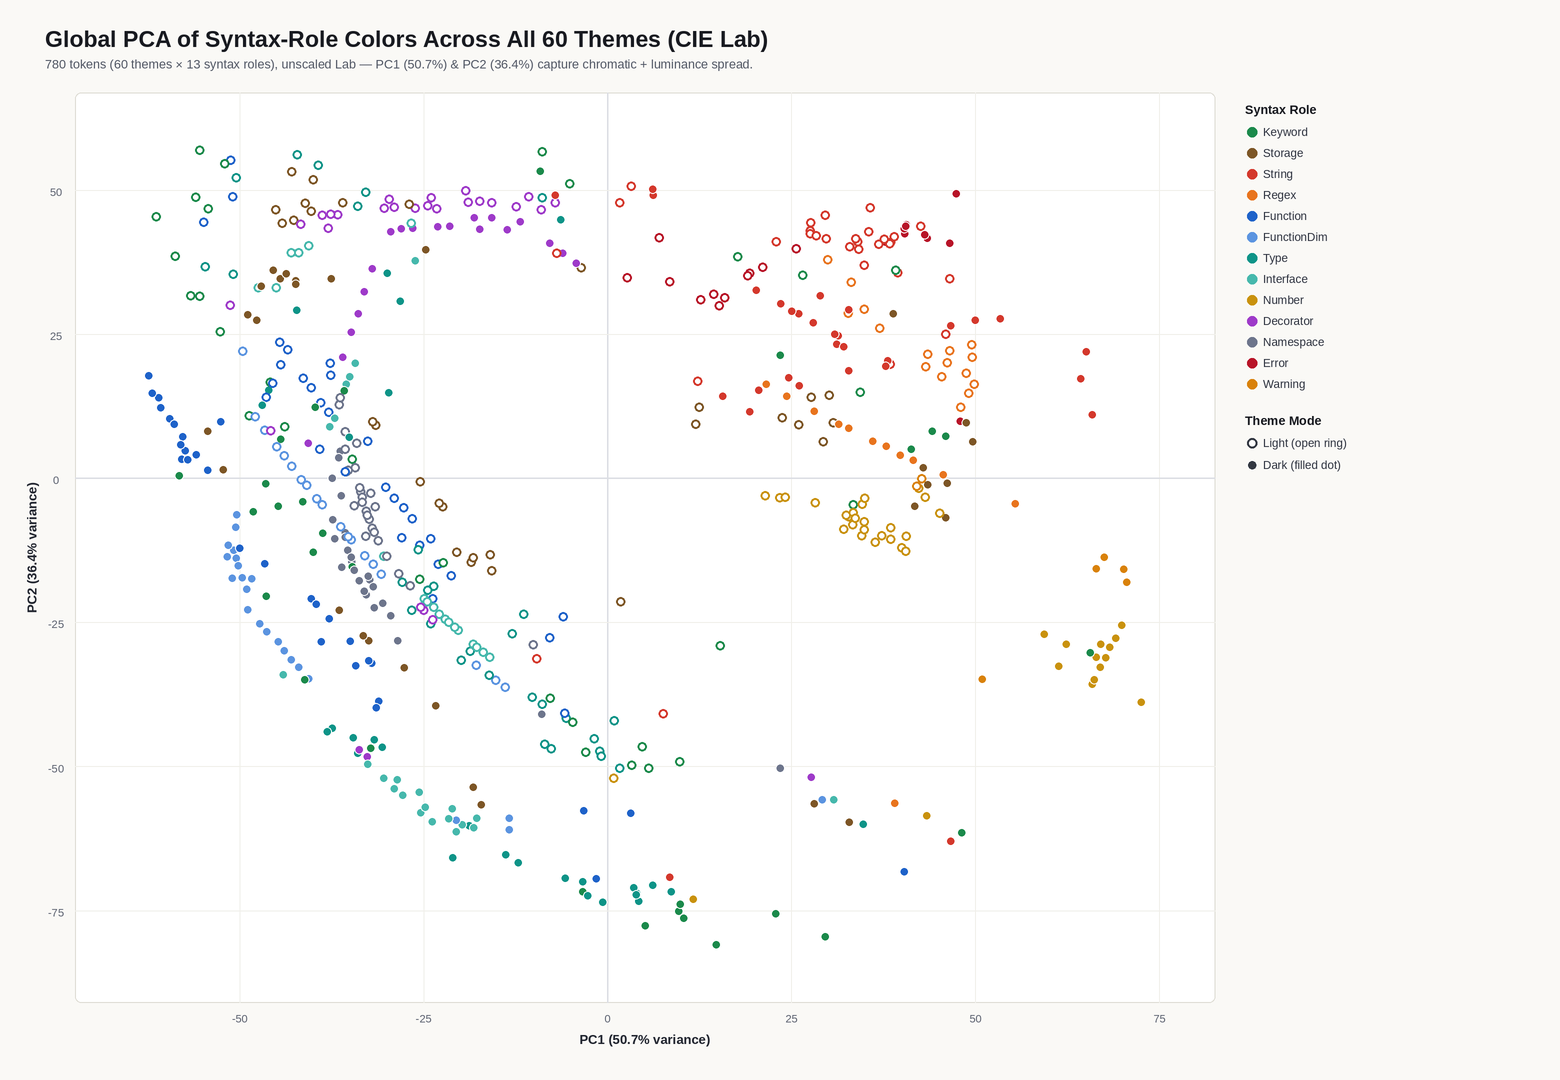 Global PCA of Syntax-Role Colors Across All 60 Themes (CIE Lab)
780 tokens (60 themes × 13 syntax roles), unscaled Lab — PC1 (50.7%) & PC2 (36.4%) capture chromatic + luminance spread.
Syntax Role
Keyword
Storage
String
Regex
Function
FunctionDim
Type
Interface
Number
Decorator
Namespace
Error
Warning
Theme Mode
Light (open ring)
Dark (filled dot)
PC2 (36.4% variance)
50
25
0
-25
-50
-75
-50
-25
0
25
50
75
PC1 (50.7% variance)